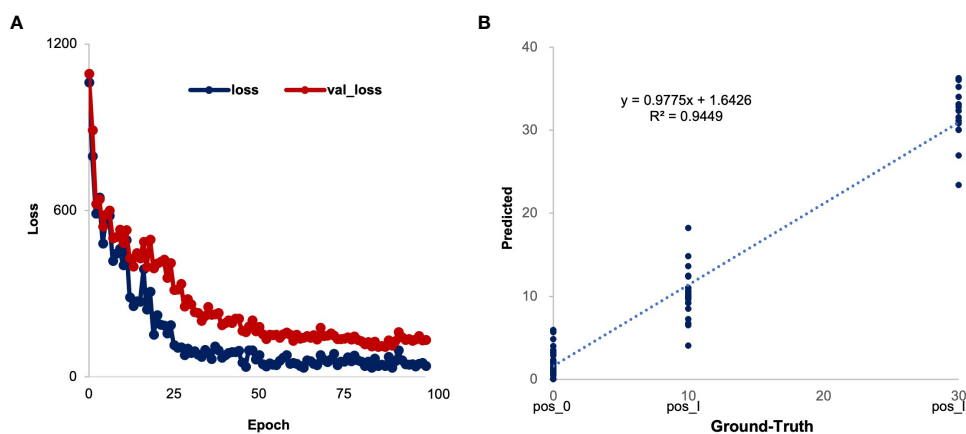 A
1200
600
0
Loss
loss
val_loss
0
25
50
75
100
Epoch
B
40
30
20
10
0
Predicted
y = 0.9775x + 1.6426
R² = 0.9449
0
10
20
30
pos_0
pos_I
pos_I
Ground-Truth